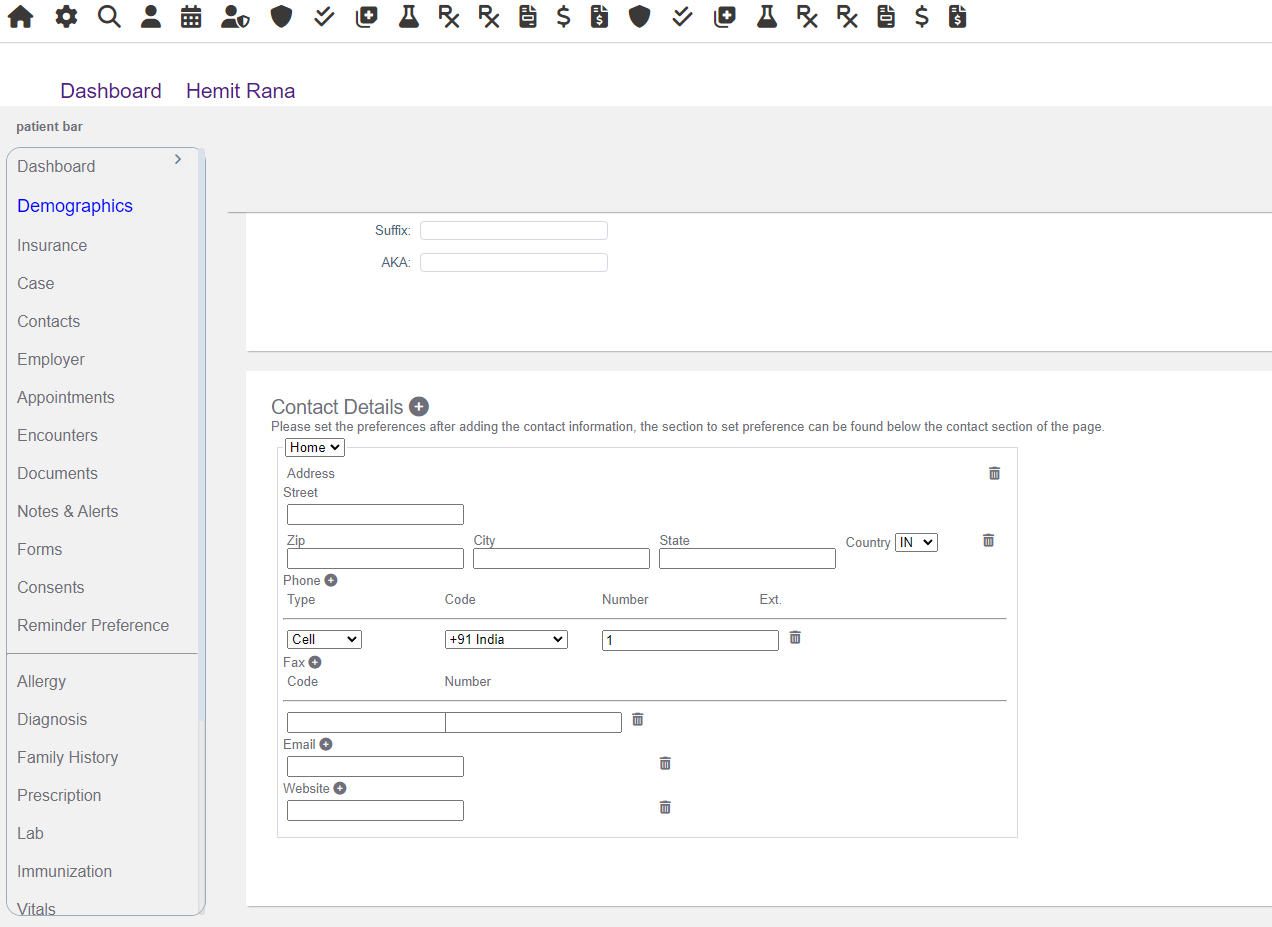 Dashboard Hemit Rana
patient bar
Dashboard
Demographics
Insurance
Case
Contacts
Employer
Appointments
Encounters
Documents
Notes & Alerts
Forms
Consents
Reminder Preference
Allergy
Diagnosis
Family History
Prescription
Lab
Immunization
Vitals
Suffix:
AKA:
Contact Details
Please set the preferences after adding the contact information, the section to set preference can be found below the contact section of the page.
Home
Address
Street
Zip City State Country IN
Phone
Type Code Number Ext.
Cell +91 India 1
Fax
Code Number
Email
Website